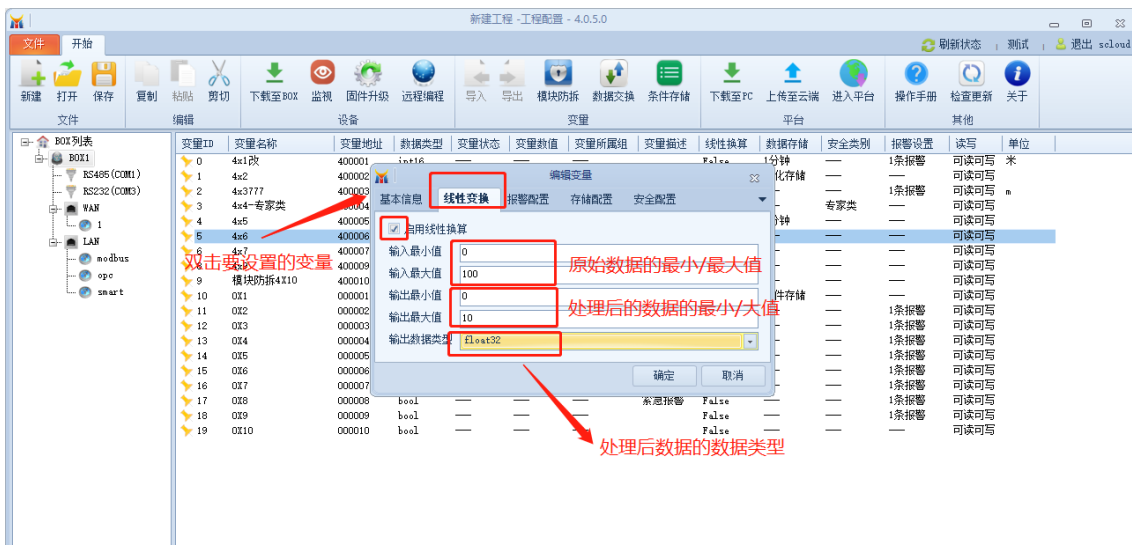 新建工程 -工程配置 - 4.0.5.0
文件 开始 刷新状态 测试 退出 scloud
新建 打开 保存 复制 粘贴 剪切 下载至BOX 监视 固件升级 远程编程 导入 导出 模块防拆 数据交换 条件存储 下载至PC 上传至云端 进入平台 操作手册 检查更新 关于
文件 编辑 设备 变量 平台 其他
BOX列表
BOX1
RS485(COM1)
RS232(COM3)
WAN
1
LAN
modbus
opc
smart
变量ID 变量名称 变量地址 数据类型 变量状态 变量数值 变量所属组 变量描述 线性换算 数据存储 安全类别 报警设置 读写 单位
0 4x1改 400001 int16 — — — — False 1分钟 — 1条报警 可读可写 米
1 4x2 400002 化存储 — — 可读可写
2 4x3777 400003 — — 1条报警 可读可写 m
3 4x4-专家类 400004 — 专家类 — 可读可写
4 4x5 400005 分钟 — — 可读可写
5 4x6 400006 — — — 可读可写
6 4x7 400007 — — — 可读可写
8 400009 — — — 可读可写
9 模块防拆4X10 400010 — — — 可读可写
10 0X1 000001 件存储 — — 可读可写
11 0X2 000002 — — 1条报警 可读可写
12 0X3 000003 — — 1条报警 可读可写
13 0X4 000004 — — 1条报警 可读可写
14 0X5 000005 — — 1条报警 可读可写
15 0X6 000006 — — 1条报警 可读可写
16 0X7 000007 — — 1条报警 可读可写
17 0X8 000008 bool — — — 紧急报警 False — — 1条报警 可读可写
18 0X9 000009 bool — — — — False — — 1条报警 可读可写
19 0X10 000010 bool — — — — False — — — 可读可写
编辑变量
基本信息 线性变换 报警配置 存储配置 安全配置
启用线性换算
输入最小值 0
输入最大值 100
输出最小值 0
输出最大值 10
输出数据类型 float32
确定 取消
双击要设置的变量
原始数据的最小/最大值
处理后的数据的最小/大值
处理后数据的数据类型